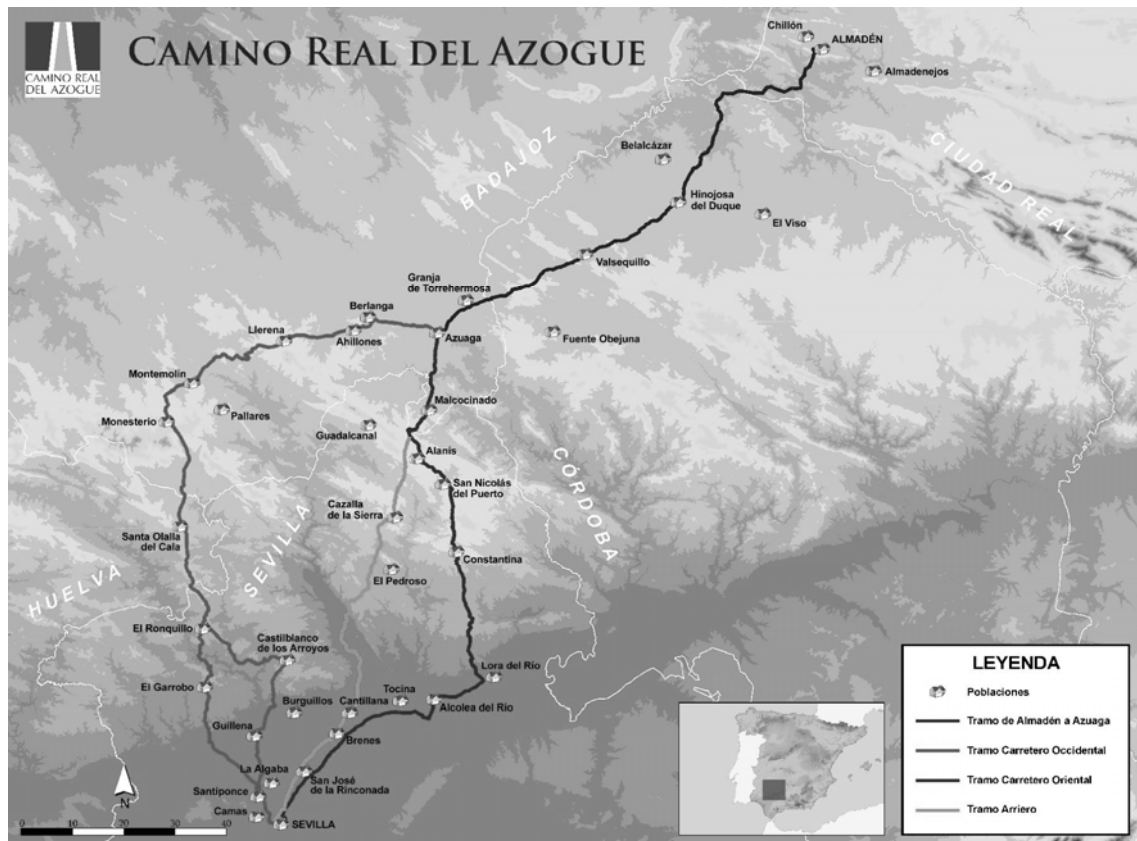 CAMINO REAL DEL AZOGUE
CAMINO REAL
DEL AZOGUE
Chillón
ALMADÉN
Almadenejos
BADAJOZ
Belalcázar
CIUDAD REAL
Hinojosa
del Duque
El Viso
Valsequillo
Granja
de Torrehermosa
Berlanga
Llerena
Ahillones
Azuaga
Fuente Obejuna
Montemolín
Pallares
Malcocinado
Monesterio
Guadalcanal
Alanís
CÓRDOBA
San Nicolás
del Puerto
Cazalla
de la Sierra
SEVILLA
Santa Olalla
del Cala
Constantina
HUELVA
El Pedroso
El Ronquillo
Castilblanco
de los Arroyos
Lora del Río
El Garrobo
Tocina
Burguillos
Cantillana
Alcolea del Río
Guillena
Brenes
La Algaba
San José
de la Rinconada
Santiponce
Camas
SEVILLA
N
0 10 20 30 40
LEYENDA
Poblaciones
Tramo de Almadén a Azuaga
Tramo Carretero Occidental
Tramo Carretero Oriental
Tramo Arriero